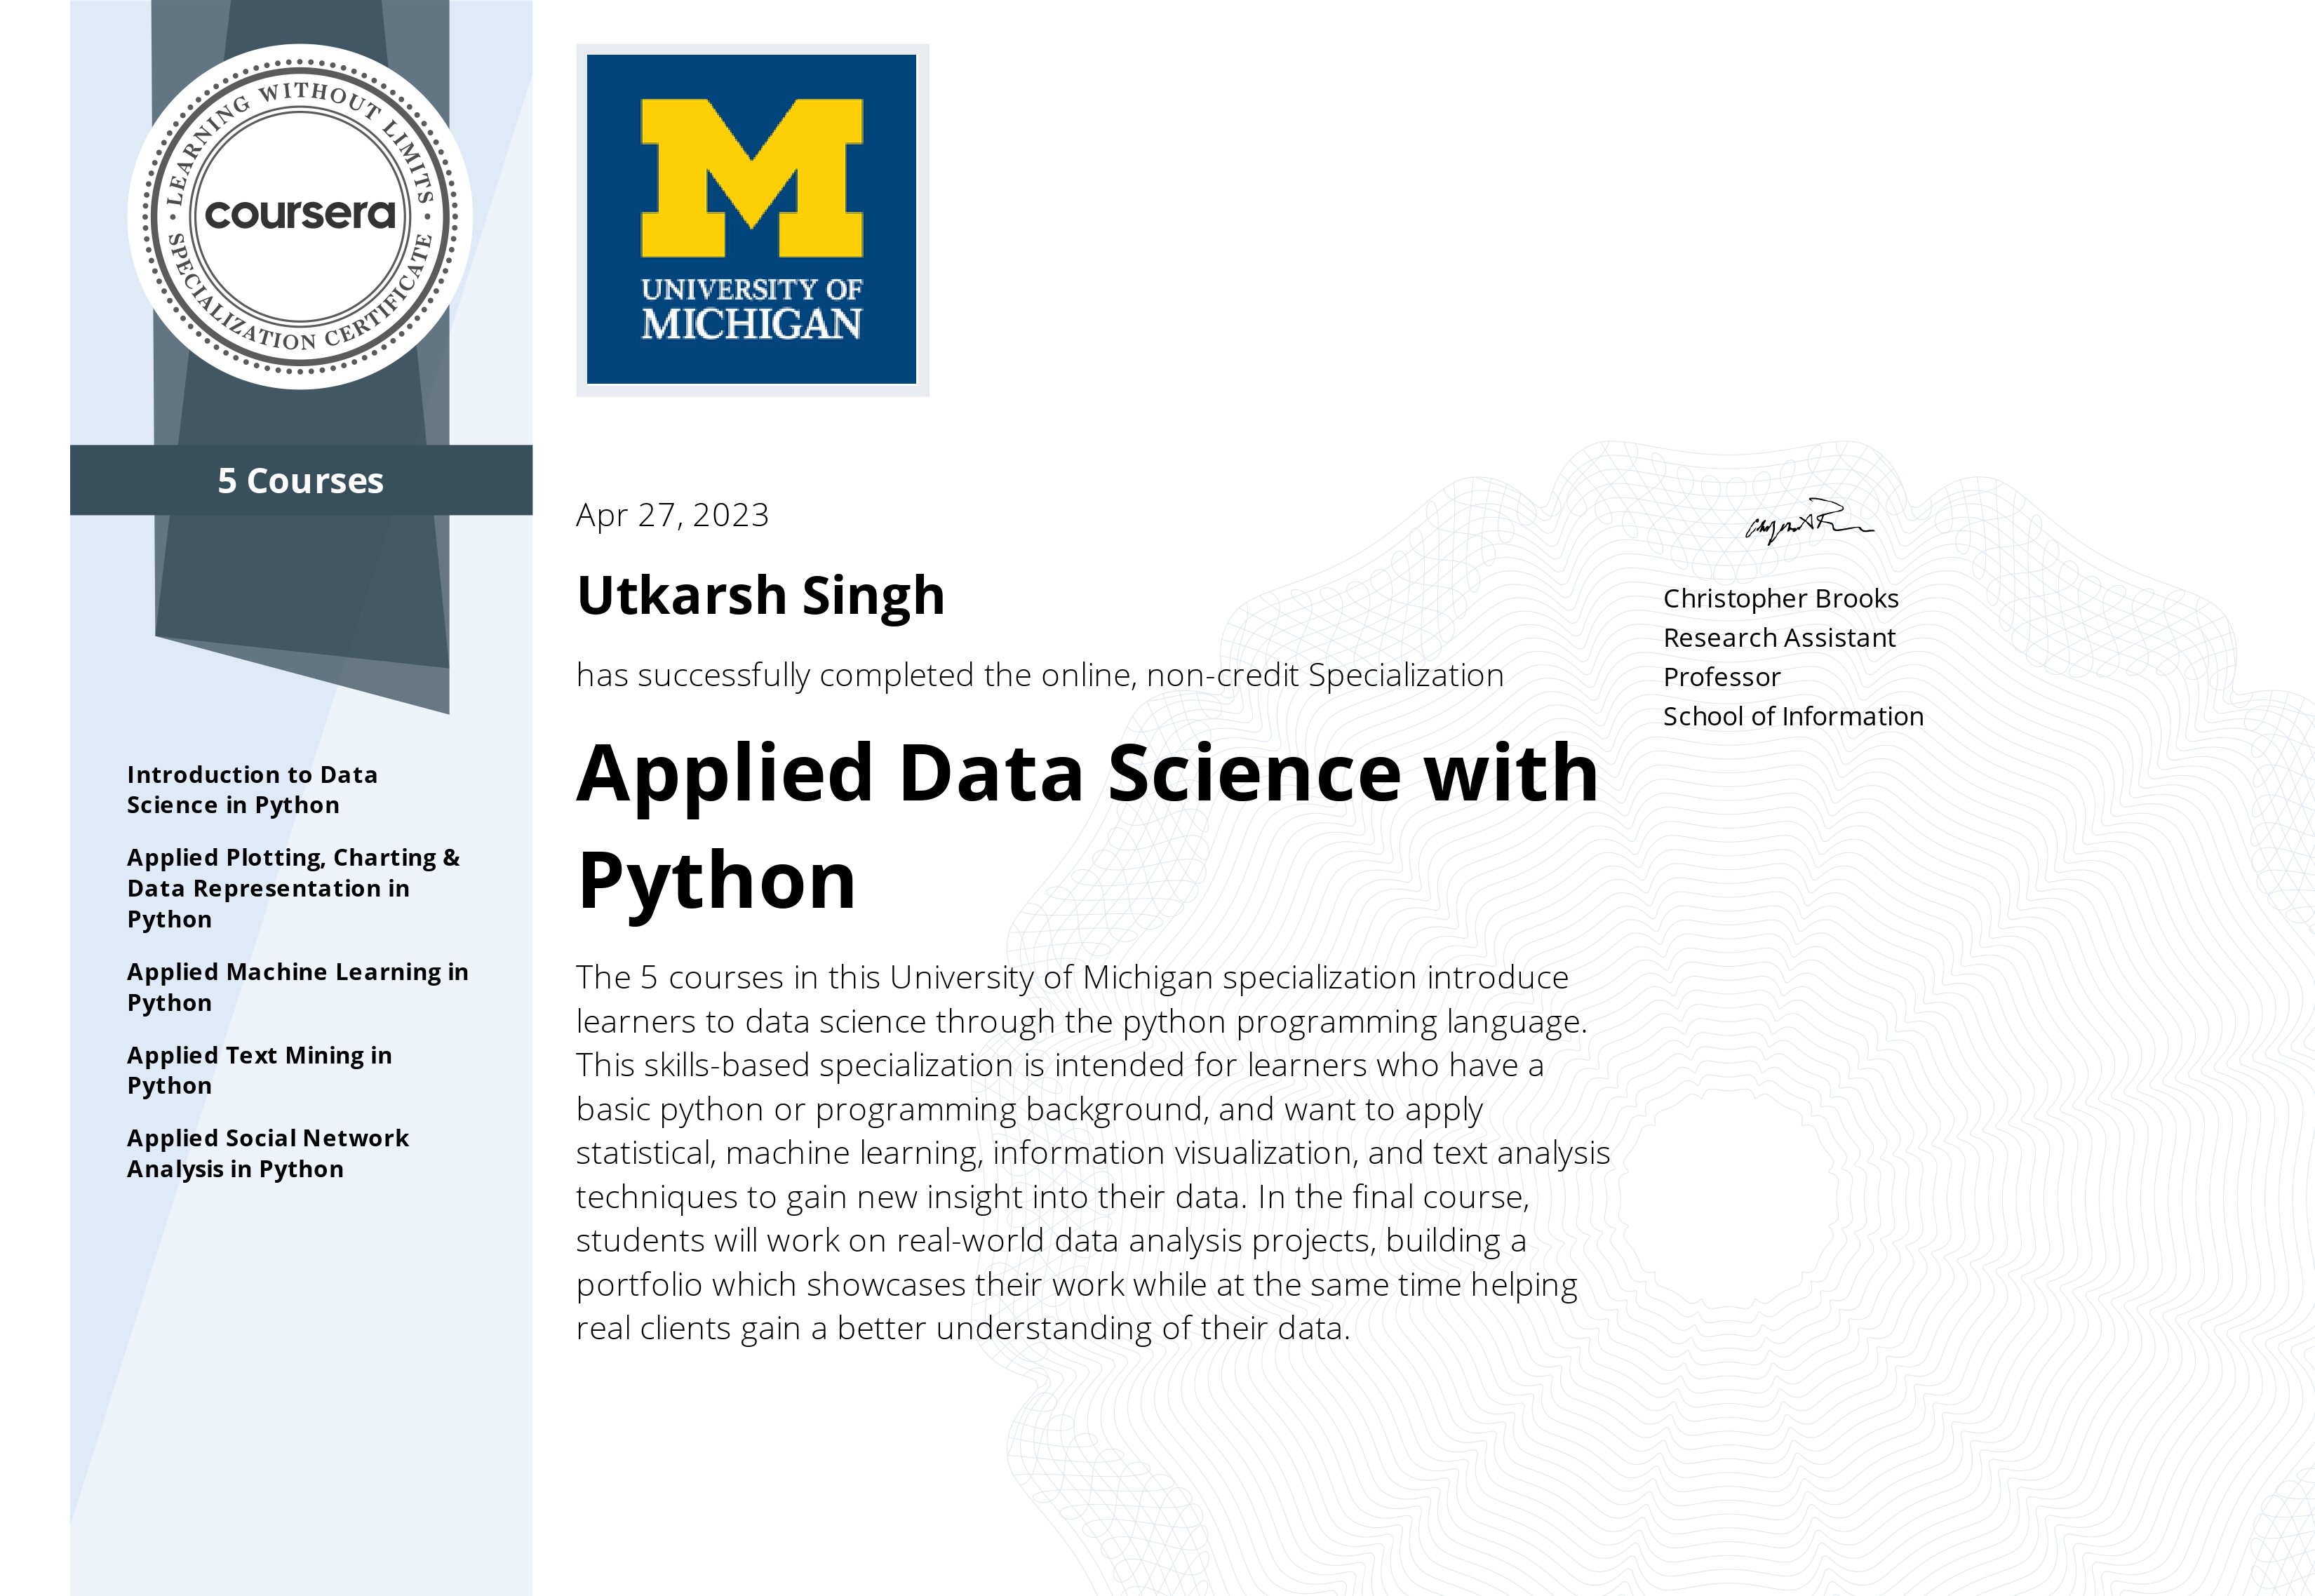 LEARNING WITHOUT LIMITS
coursera
SPECIALIZATION CERTIFICATE
5 Courses
Introduction to Data
Science in Python
Applied Plotting, Charting &
Data Representation in
Python
Applied Machine Learning in
Python
Applied Text Mining in
Python
Applied Social Network
Analysis in Python
M
UNIVERSITY OF
MICHIGAN
Apr 27, 2023
Utkarsh Singh
has successfully completed the online, non-credit Specialization
Applied Data Science with
Python
The 5 courses in this University of Michigan specialization introduce
learners to data science through the python programming language.
This skills-based specialization is intended for learners who have a
basic python or programming background, and want to apply
statistical, machine learning, information visualization, and text analysis
techniques to gain new insight into their data. In the final course,
students will work on real-world data analysis projects, building a
portfolio which showcases their work while at the same time helping
real clients gain a better understanding of their data.
Christopher Brooks
Research Assistant
Professor
School of Information